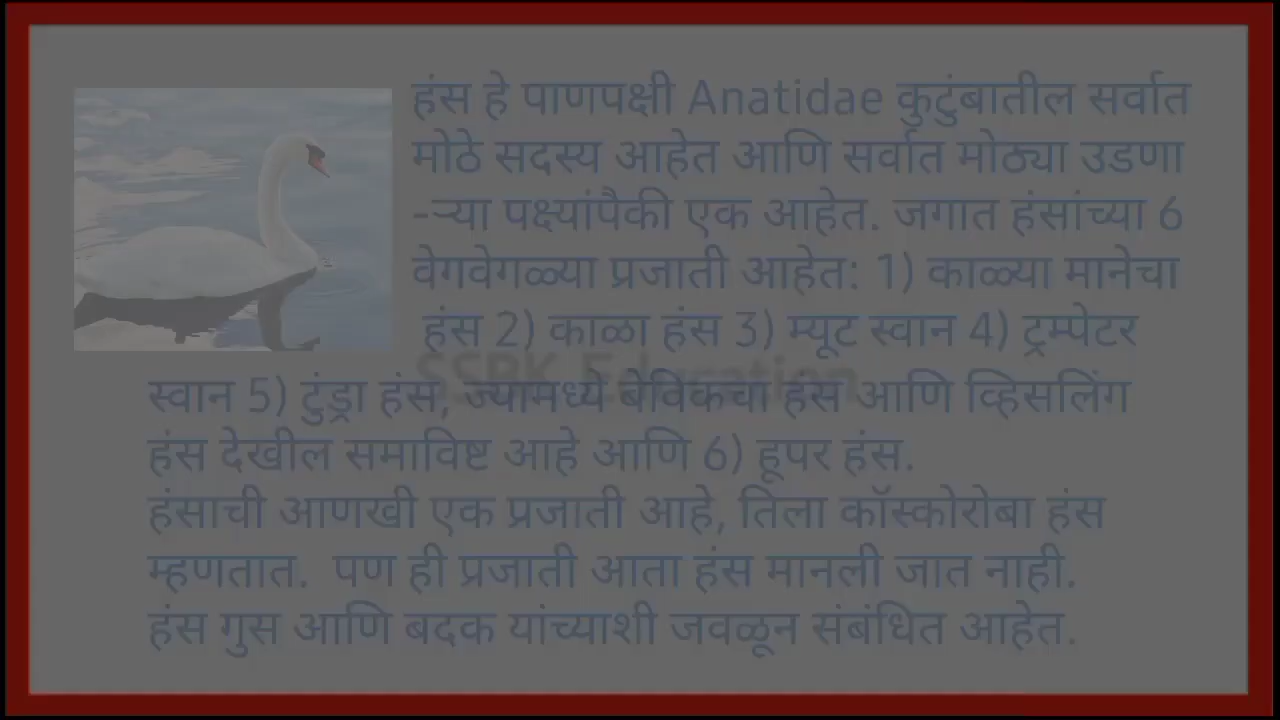 हंस हे पाणपक्षी Anatidae कुटुंबातील सर्वात
मोठे सदस्य आहेत आणि सर्वात मोठ्या उडणा
-ऱ्या पक्ष्यांपैकी एक आहेत. जगात हंसांच्या 6
वेगवेगळ्या प्रजाती आहेत: 1) काळ्या मानेचा
हंस 2) काळा हंस 3) म्यूट स्वान 4) ट्रम्पेटर
SSBK Education
स्वान 5) टुंड्रा हंस, ज्यामध्ये बेविकचा हंस आणि व्हिसलिंग
हंस देखील समाविष्ट आहे आणि 6) हूपर हंस.
हंसाची आणखी एक प्रजाती आहे, तिला कॉस्कोरोबा हंस
म्हणतात. पण ही प्रजाती आता हंस मानली जात नाही.
हंस गुस आणि बदक यांच्याशी जवळून संबंधित आहेत.